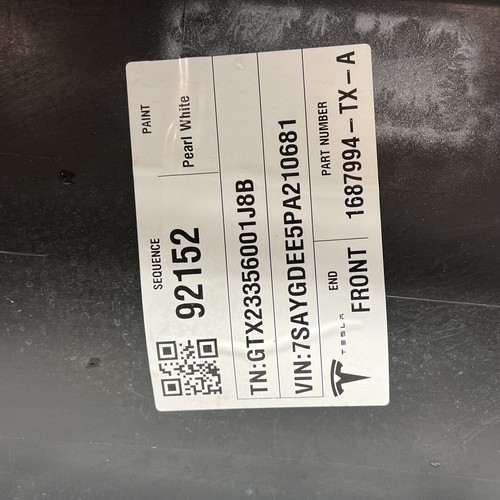 SEQUENCE
92152
PAINT
Pearl White
TN:GTX23356001J8B
VIN:7SAYGDEE5PA210681
TESLA
END
FRONT
PART NUMBER
1687994-TX-A